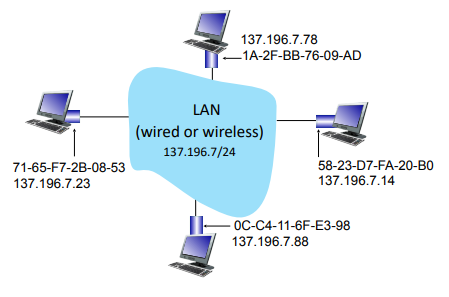 137.196.7.78
1A-2F-BB-76-09-AD
LAN
(wired or wireless)
137.196.7/24
71-65-F7-2B-08-53
137.196.7.23
58-23-D7-FA-20-B0
137.196.7.14
0C-C4-11-6F-E3-98
137.196.7.88